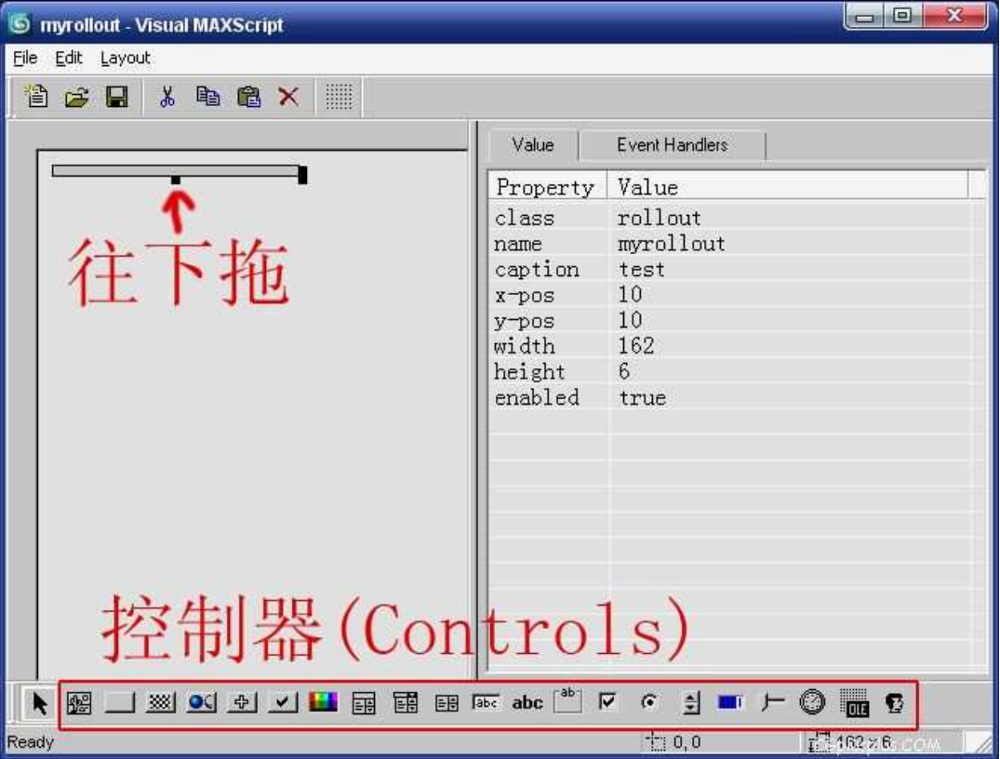 myrollout - Visual MAXScript
File Edit Layout
Value Event Handlers
Property Value
class rollout
name myrollout
caption test
x-pos 10
y-pos 10
width 162
height 6
enabled true
往下拖
控制器(Controls)
abc abc ab OLE
Ready 0, 0 162 x 6